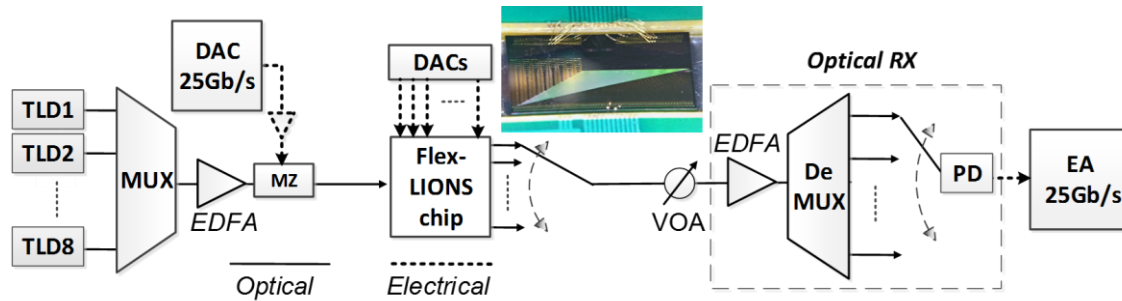 TLD1
TLD2
TLD8
MUX
DAC
25Gb/s
EDFA
MZ
DACs
Flex-
LIONS
chip
VOA
Optical RX
EDFA
De
MUX
PD
EA
25Gb/s
Optical
Electrical